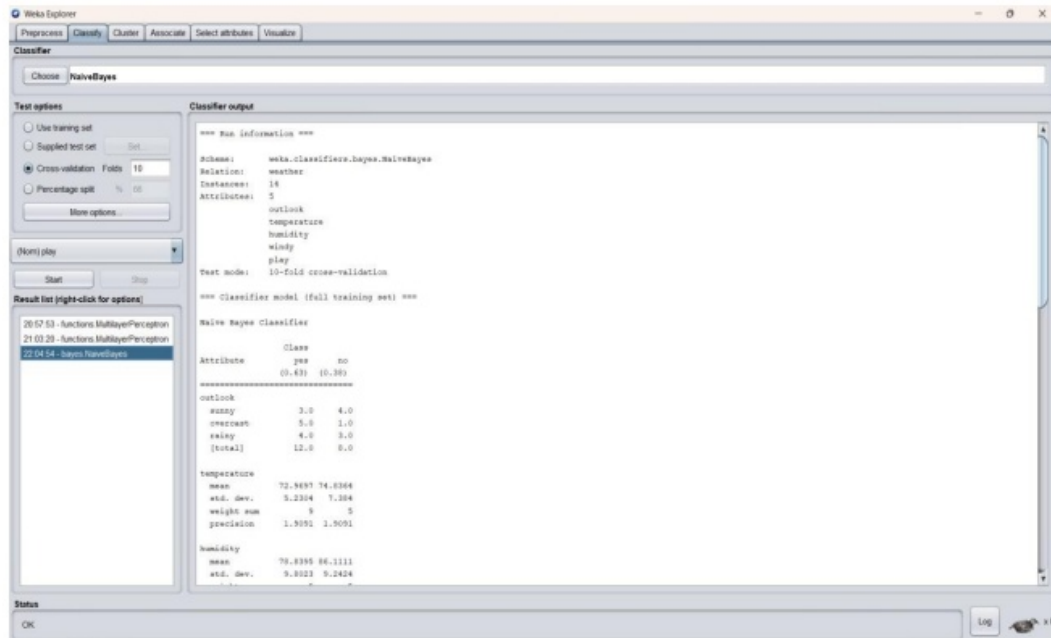 Weka Explorer
Preprocess Classify Cluster Associate Select attributes Visualize
Classifier
Choose NaiveBayes
Test options
Use training set
Supplied test set Set...
Cross-validation Folds 10
Percentage split % 66
More options...
(Nom) play
Start Stop
Result list (right-click for options)
20:57:53 - functions.MultilayerPerceptron
21:03:20 - functions.MultilayerPerceptron
22:04:54 - bayes.NaiveBayes
Classifier output
=== Run information ===
Scheme: weka.classifiers.bayes.NaiveBayes
Relation: weather
Instances: 14
Attributes: 5
outlook
temperature
humidity
windy
play
Test mode: 10-fold cross-validation
=== Classifier model (full training set) ===
Naive Bayes Classifier
Class
Attribute yes no
(0.63) (0.38)
===============================
outlook
sunny 3.0 4.0
overcast 5.0 1.0
rainy 4.0 3.0
[total] 12.0 8.0
temperature
mean 72.9697 74.8364
std. dev. 5.2304 7.384
weight sum 9 5
precision 1.9091 1.9091
humidity
mean 78.8395 86.1111
std. dev. 9.8023 9.2424
Status
OK
Log